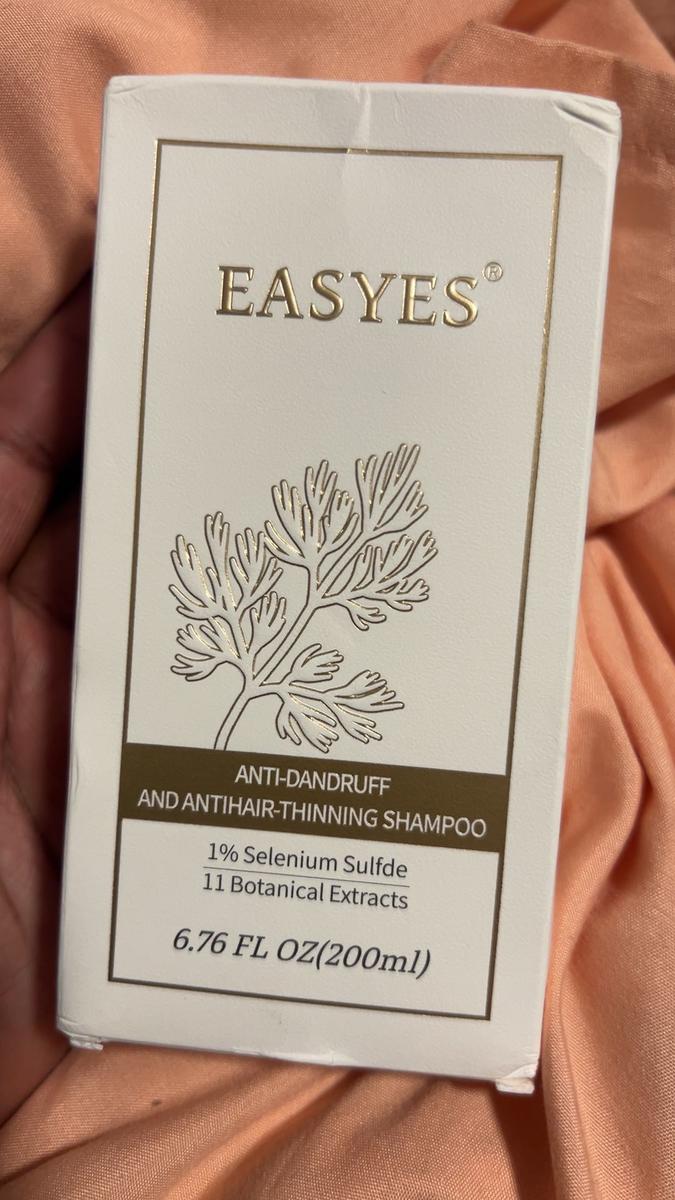 EASYES®
ANTI-DANDRUFF
AND ANTIHAIR-THINNING SHAMPOO
1% Selenium Sulfde
11 Botanical Extracts
6.76 FL OZ(200ml)